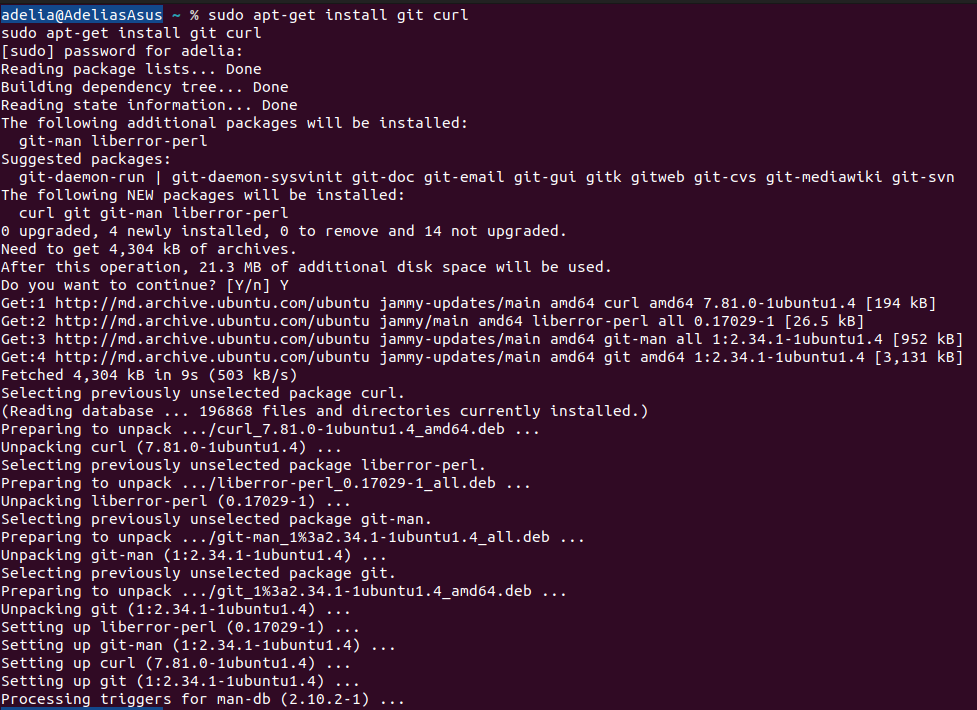 adelia@AdeliasAsus ~ % sudo apt-get install git curl
sudo apt-get install git curl
[sudo] password for adelia:
Reading package lists... Done
Building dependency tree... Done
Reading state information... Done
The following additional packages will be installed:
  git-man liberror-perl
Suggested packages:
  git-daemon-run | git-daemon-sysvinit git-doc git-email git-gui gitk gitweb git-cvs git-mediawiki git-svn
The following NEW packages will be installed:
  curl git git-man liberror-perl
0 upgraded, 4 newly installed, 0 to remove and 14 not upgraded.
Need to get 4,304 kB of archives.
After this operation, 21.3 MB of additional disk space will be used.
Do you want to continue? [Y/n] Y
Get:1 http://md.archive.ubuntu.com/ubuntu jammy-updates/main amd64 curl amd64 7.81.0-1ubuntu1.4 [194 kB]
Get:2 http://md.archive.ubuntu.com/ubuntu jammy/main amd64 liberror-perl all 0.17029-1 [26.5 kB]
Get:3 http://md.archive.ubuntu.com/ubuntu jammy-updates/main amd64 git-man all 1:2.34.1-1ubuntu1.4 [952 kB]
Get:4 http://md.archive.ubuntu.com/ubuntu jammy-updates/main amd64 git amd64 1:2.34.1-1ubuntu1.4 [3,131 kB]
Fetched 4,304 kB in 9s (503 kB/s)
Selecting previously unselected package curl.
(Reading database ... 196868 files and directories currently installed.)
Preparing to unpack .../curl_7.81.0-1ubuntu1.4_amd64.deb ...
Unpacking curl (7.81.0-1ubuntu1.4) ...
Selecting previously unselected package liberror-perl.
Preparing to unpack .../liberror-perl_0.17029-1_all.deb ...
Unpacking liberror-perl (0.17029-1) ...
Selecting previously unselected package git-man.
Preparing to unpack .../git-man_1%3a2.34.1-1ubuntu1.4_all.deb ...
Unpacking git-man (1:2.34.1-1ubuntu1.4) ...
Selecting previously unselected package git.
Preparing to unpack .../git_1%3a2.34.1-1ubuntu1.4_amd64.deb ...
Unpacking git (1:2.34.1-1ubuntu1.4) ...
Setting up liberror-perl (0.17029-1) ...
Setting up git-man (1:2.34.1-1ubuntu1.4) ...
Setting up curl (7.81.0-1ubuntu1.4) ...
Setting up git (1:2.34.1-1ubuntu1.4) ...
Processing triggers for man-db (2.10.2-1) ...